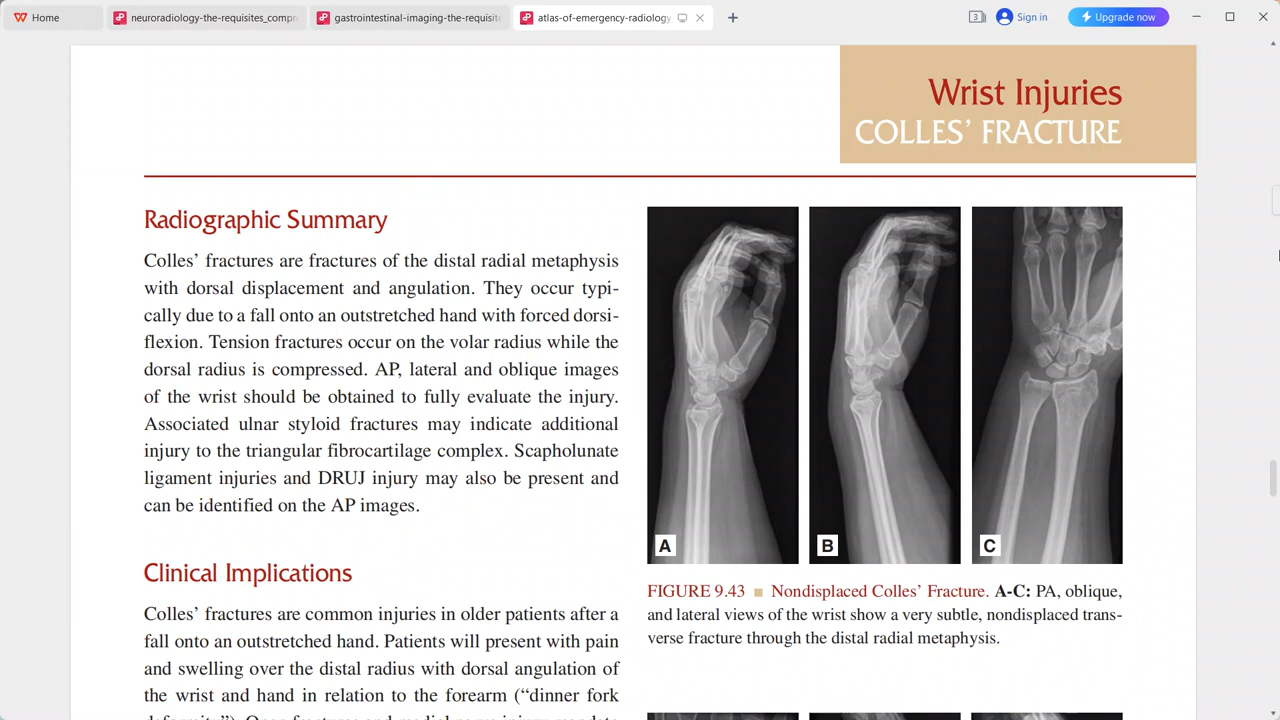 Home
neuroradiology-the-requisites_compr
gastrointestinal-imaging-the-requisit
atlas-of-emergency-radiology
3
Sign in
Upgrade now
Wrist Injuries
COLLES’ FRACTURE
Radiographic Summary
Colles’ fractures are fractures of the distal radial metaphysis
with dorsal displacement and angulation. They occur typi-
cally due to a fall onto an outstretched hand with forced dorsi-
flexion. Tension fractures occur on the volar radius while the
dorsal radius is compressed. AP, lateral and oblique images
of the wrist should be obtained to fully evaluate the injury.
Associated ulnar styloid fractures may indicate additional
injury to the triangular fibrocartilage complex. Scapholunate
ligament injuries and DRUJ injury may also be present and
can be identified on the AP images.
Clinical Implications
Colles’ fractures are common injuries in older patients after a
fall onto an outstretched hand. Patients will present with pain
and swelling over the distal radius with dorsal angulation of
the wrist and hand in relation to the forearm (“dinner fork
A
B
C
FIGURE 9.43 ■ Nondisplaced Colles’ Fracture. A-C: PA, oblique,
and lateral views of the wrist show a very subtle, nondisplaced trans-
verse fracture through the distal radial metaphysis.